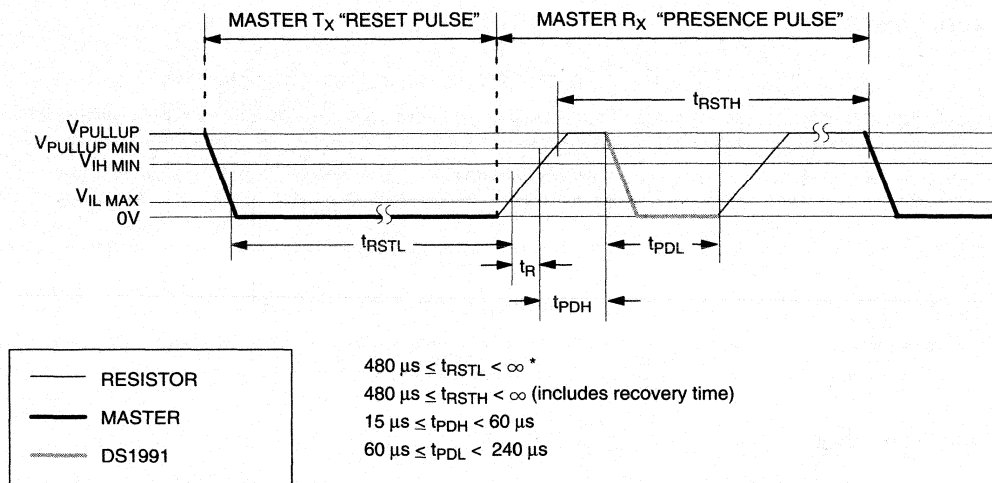 MASTER TX “RESET PULSE”
MASTER RX “PRESENCE PULSE”
tRSTH
VPULLUP
VPULLUP MIN
VIH MIN
VIL MAX
0V
tRSTL
tR
tPDL
tPDH
RESISTOR
MASTER
DS1991
480 μs ≤ tRSTL < ∞ *
480 μs ≤ tRSTH < ∞ (includes recovery time)
15 μs ≤ tPDH < 60 μs
60 μs ≤ tPDL < 240 μs